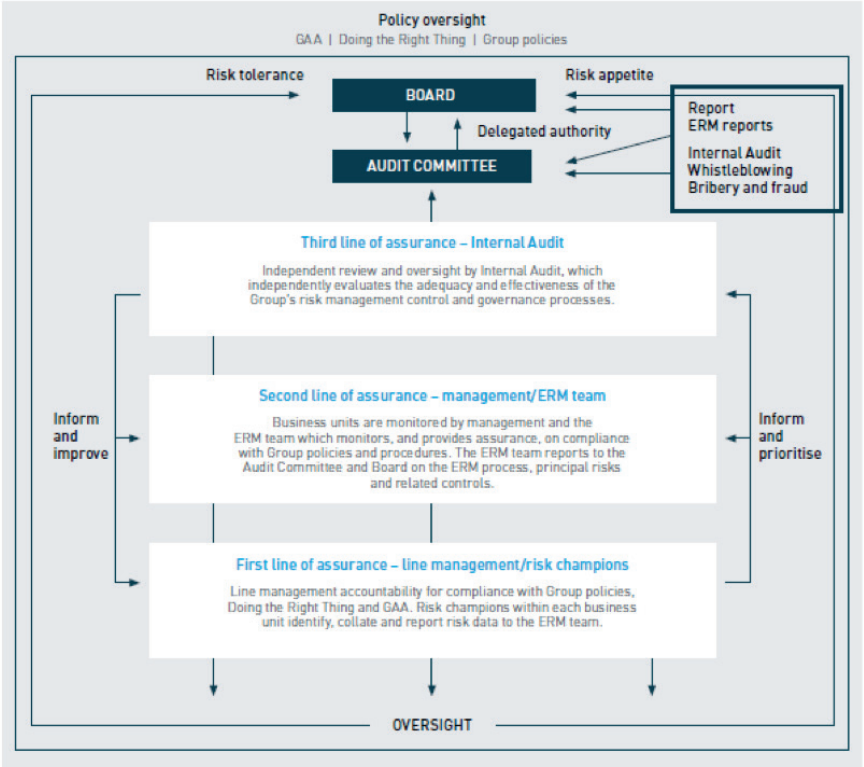 Policy oversight
GAA | Doing the Right Thing | Group policies
Risk tolerance
Risk appetite
BOARD
Delegated authority
AUDIT COMMITTEE
Report
ERM reports
Internal Audit
Whistleblowing
Bribery and fraud
Third line of assurance – Internal Audit
Independent review and oversight by Internal Audit, which
independently evaluates the adequacy and effectiveness of the
Group's risk management control and governance processes.
Second line of assurance – management/ERM team
Business units are monitored by management and the
ERM team which monitors, and provides assurance, on compliance
with Group policies and procedures. The ERM team reports to the
Audit Committee and Board on the ERM process, principal risks
and related controls.
Inform
and
improve
Inform
and
prioritise
First line of assurance – line management/risk champions
Line management accountability for compliance with Group policies,
Doing the Right Thing and GAA. Risk champions within each business
unit identify, collate and report risk data to the ERM team.
OVERSIGHT